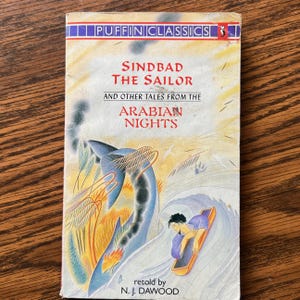 PUFFIN CLASSICS
SINDBAD
THE SAILOR
AND OTHER TALES FROM THE
ARABIAN
NIGHTS
retold by
N. J. DAWOOD